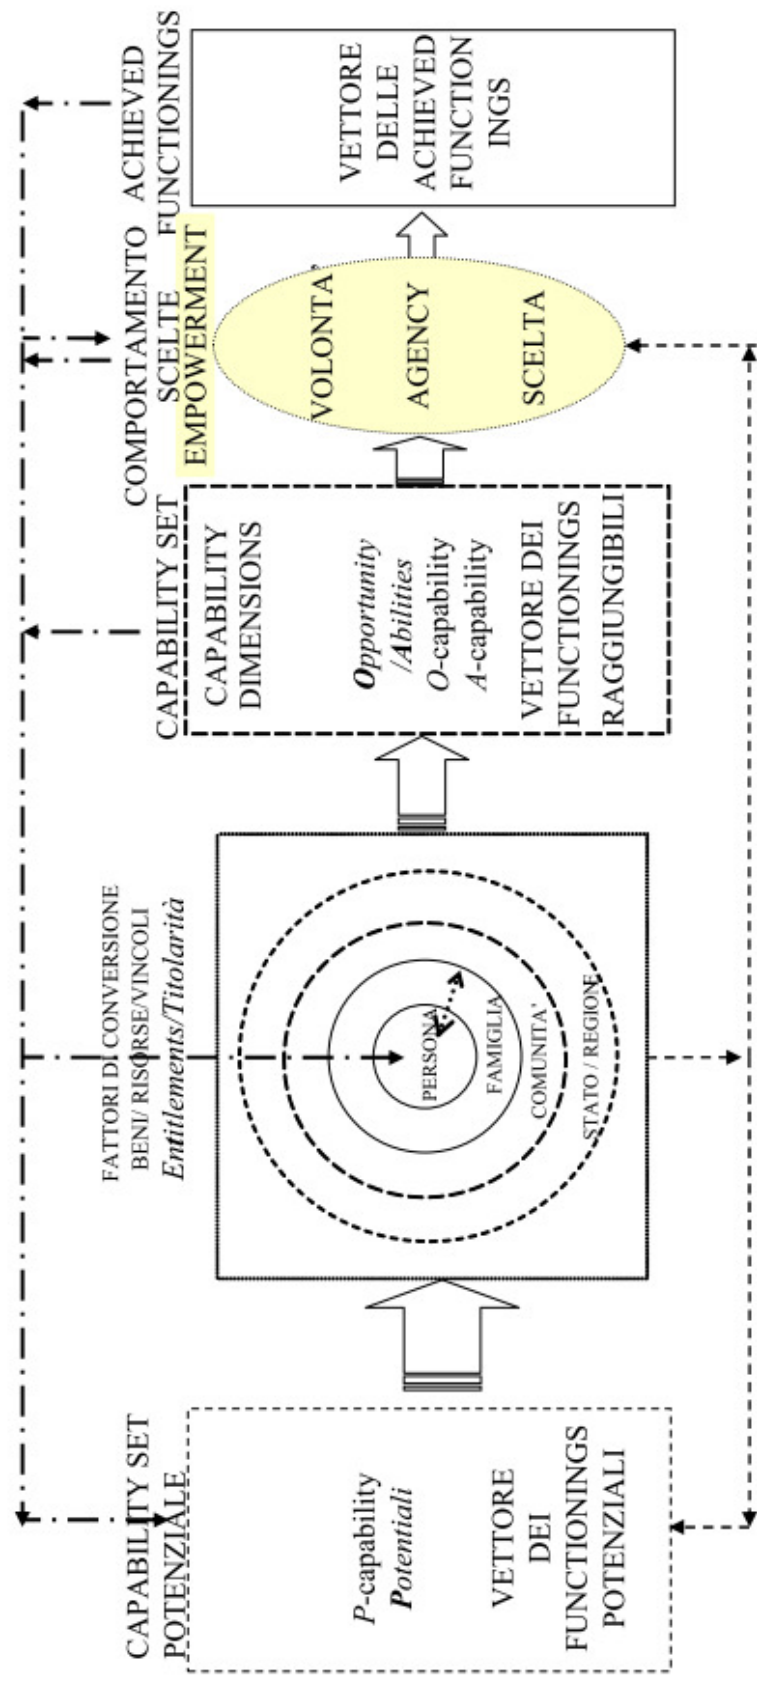 CAPABILITY SET
POTENZIALE
P-capability
Potentiali
VETTORE
DEI
FUNCTIONINGS
POTENZIALI
FATTORI DI CONVERSIONE
BENI/ RISORSE/VINCOLI
Entitlements/Titolarità
PERSONA
FAMIGLIA
COMUNITA'
STATO / REGIONE
CAPABILITY SET
CAPABILITY
DIMENSIONS
Opportunity
/Abilities
O-capability
A-capability
VETTORE DEI
FUNCTIONINGS
RAGGIUNGIBILI
COMPORTAMENTO
SCELTE
EMPOWERMENT
VOLONTA'
AGENCY
SCELTA
ACHIEVED
FUNCTIONINGS
VETTORE
DELLE
ACHIEVED
FUNCTION
INGS